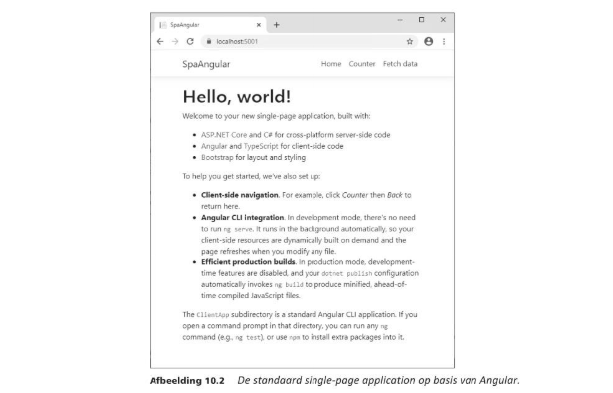 SpaAngular
localhost:5001
SpaAngular Home Counter Fetch data
Hello, world!
Welcome to your new single-page application, built with:
• ASP.NET Core and C# for cross-platform server-side code
• Angular and TypeScript for client-side code
• Bootstrap for layout and styling
To help you get started, we've also set up:
• Client-side navigation. For example, click Counter then Back to
return here.
• Angular CLI integration. In development mode, there's no need
to run ng serve. It runs in the background automatically, so your
client-side resources are dynamically built on demand and the
page refreshes when you modify any file.
• Efficient production builds. In production mode, development-
time features are disabled, and your dotnet publish configuration
automatically invokes ng build to produce minified, ahead-of-
time compiled JavaScript files.
The ClientApp subdirectory is a standard Angular CLI application. If you
open a command prompt in that directory, you can run any ng
command (e.g., ng test), or use npm to install extra packages into it.
Afbeelding 10.2 De standaard single-page application op basis van Angular.